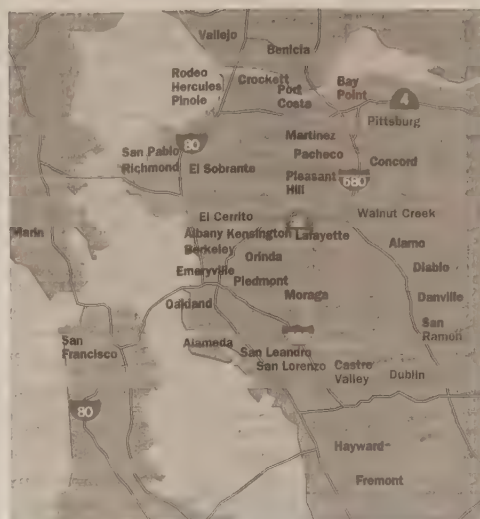 Vallejo
Benicia
Rodeo
Hercules
Pinole
Crockett
Port
Costa
Bay
Point
4
Pittsburg
Martinez
80
San Pablo
Richmond
El Sobrante
Pacheco
Concord
Pleasant
Hill
680
El Cerrito
Walnut Creek
Marin
Albany
Kensington
Lafayette
Berkeley
Orinda
Alamo
Diablo
Emeryville
Piedmont
Moraga
Danville
Oakland
San
Ramon
San
Francisco
Alameda
San Leandro
San Lorenzo
Castro
Valley
Dublin
80
Hayward
Fremont